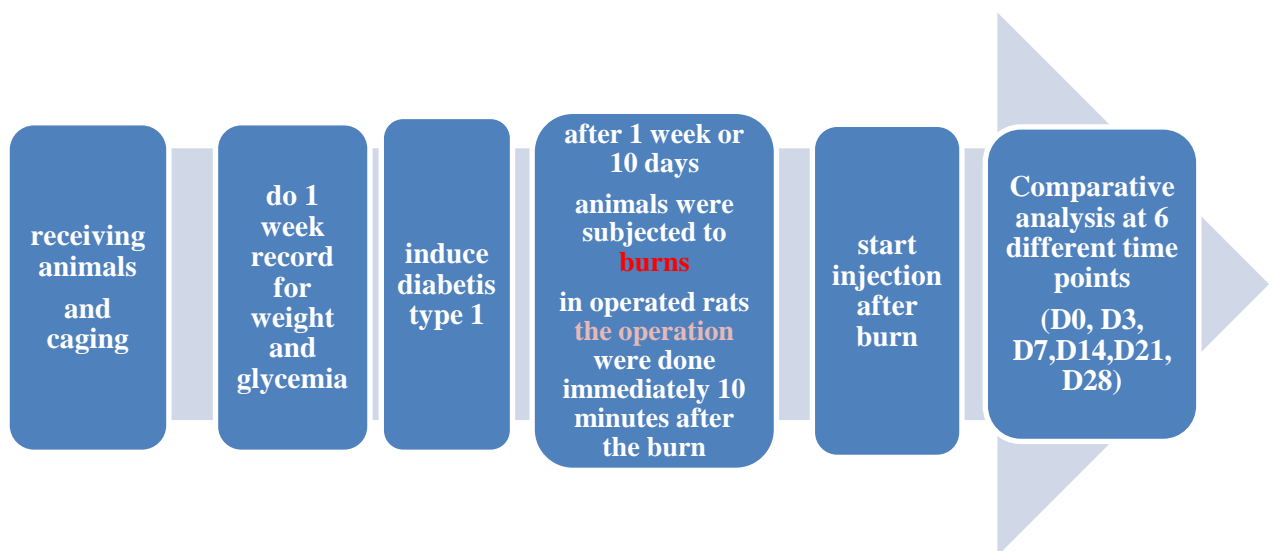 receiving
animals
and
caging
do 1
week
record
for
weight
and
glycemia
induce
diabetis
type 1
after 1 week or
10 days
animals were
subjected to
burns
in operated rats
the operation
were done
immediately 10
minutes after
the burn
start
injection
after
burn
Comparative
analysis at 6
different time
points
(D0, D3,
D7,D14,D21,
D28)